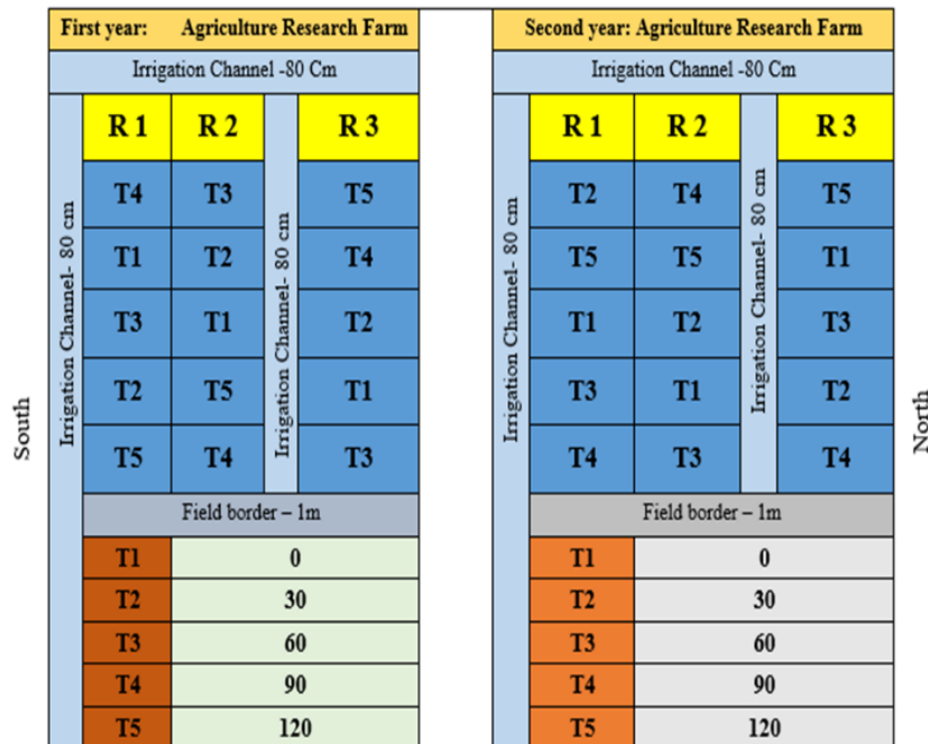 First year: Agriculture Research Farm
Irrigation Channel -80 Cm
R 1 R 2 R 3
T4 T3 T5
T1 T2 T4
T3 T1 T2
T2 T5 T1
T5 T4 T3
Irrigation Channel- 80 cm
Irrigation Channel- 80 cm
Field border – 1m
T1 0
T2 30
T3 60
T4 90
T5 120
South
Second year: Agriculture Research Farm
Irrigation Channel -80 Cm
R 1 R 2 R 3
T2 T4 T5
T5 T5 T1
T1 T2 T3
T3 T1 T2
T4 T3 T4
Irrigation Channel- 80 cm
Irrigation Channel- 80 cm
Field border – 1m
T1 0
T2 30
T3 60
T4 90
T5 120
North